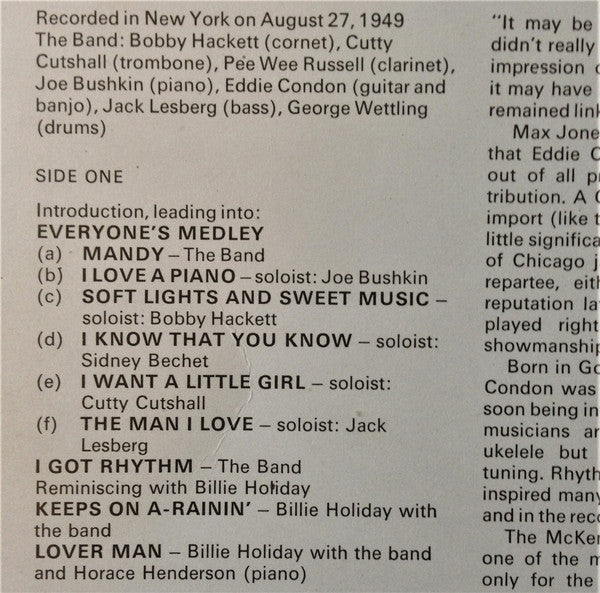 Recorded in New York on August 27, 1949
The Band: Bobby Hackett (cornet), Cutty
Cutshall (trombone), Pee Wee Russell (clarinet),
Joe Bushkin (piano), Eddie Condon (guitar and
banjo), Jack Lesberg (bass), George Wettling
(drums)
SIDE ONE
Introduction, leading into:
EVERYONE'S MEDLEY
(a) MANDY – The Band
(b) I LOVE A PIANO – soloist: Joe Bushkin
(c) SOFT LIGHTS AND SWEET MUSIC –
soloist: Bobby Hackett
(d) I KNOW THAT YOU KNOW – soloist:
Sidney Bechet
(e) I WANT A LITTLE GIRL – soloist:
Cutty Cutshall
(f) THE MAN I LOVE – soloist: Jack
Lesberg
I GOT RHYTHM – The Band
Reminiscing with Billie Holiday
KEEPS ON A-RAININ' – Billie Holiday with
the band
LOVER MAN – Billie Holiday with the band
and Horace Henderson (piano)
"It may be
didn't really
impression
it may have
remained
Max Jone
that Eddie C
out of all p
tribution. A
import (like t
little significa
of Chicago j
repartee, eith
reputation la
played right
showmanship
Born in Go
Condon was
soon being in
musicians ar
ukelele but
tuning. Rhyth
inspired many
and in the reco
The McKen
one of the m
only for the